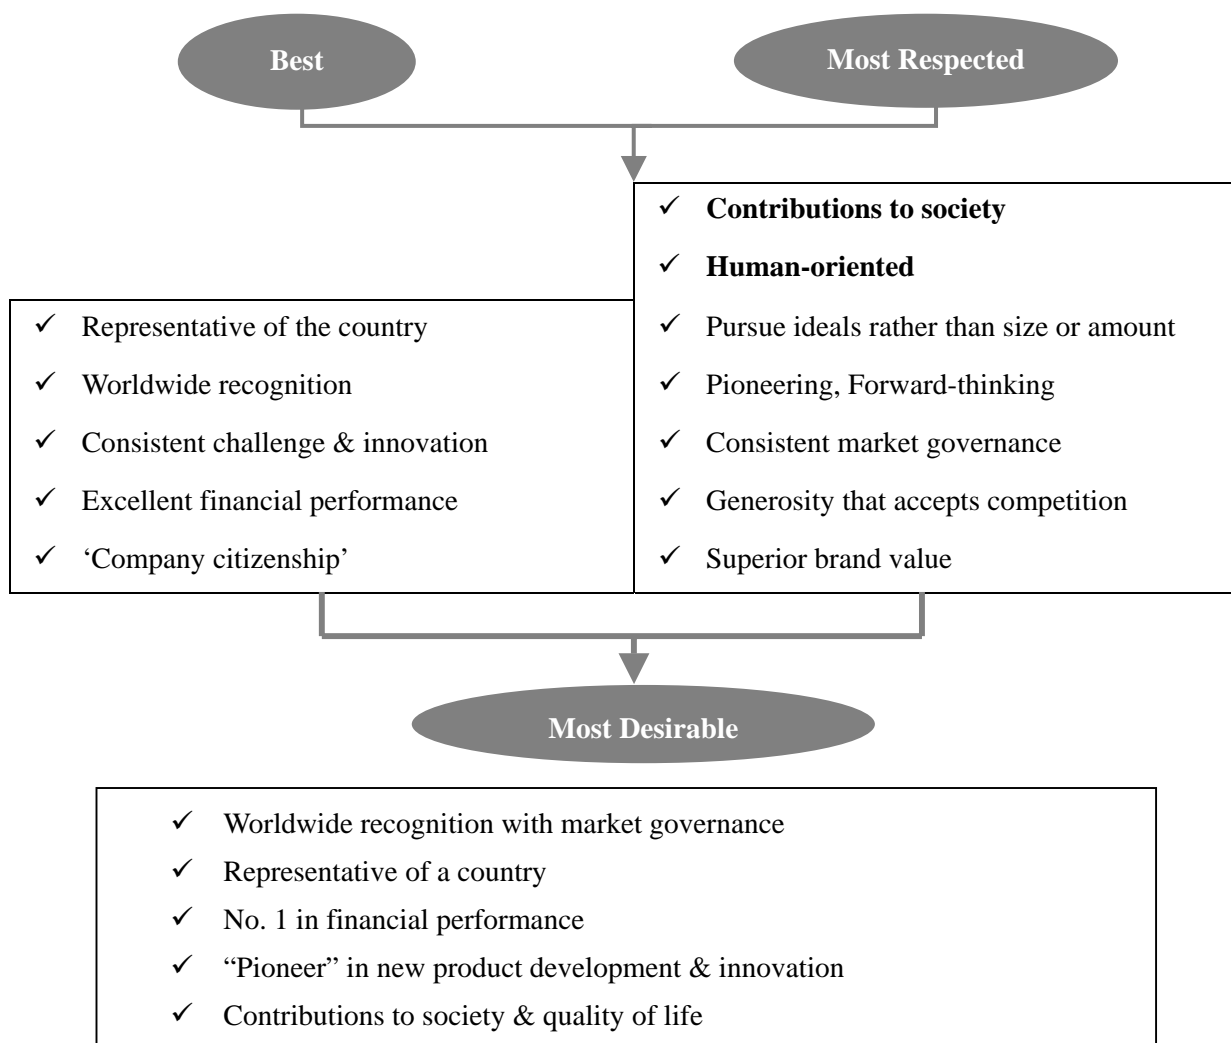 Best
Most Respected
✓ Contributions to society
✓ Human-oriented
✓ Pursue ideals rather than size or amount
✓ Pioneering, Forward-thinking
✓ Consistent market governance
✓ Generosity that accepts competition
✓ Superior brand value
✓ Representative of the country
✓ Worldwide recognition
✓ Consistent challenge & innovation
✓ Excellent financial performance
✓ ‘Company citizenship’
Most Desirable
✓ Worldwide recognition with market governance
✓ Representative of a country
✓ No. 1 in financial performance
✓ “Pioneer” in new product development & innovation
✓ Contributions to society & quality of life